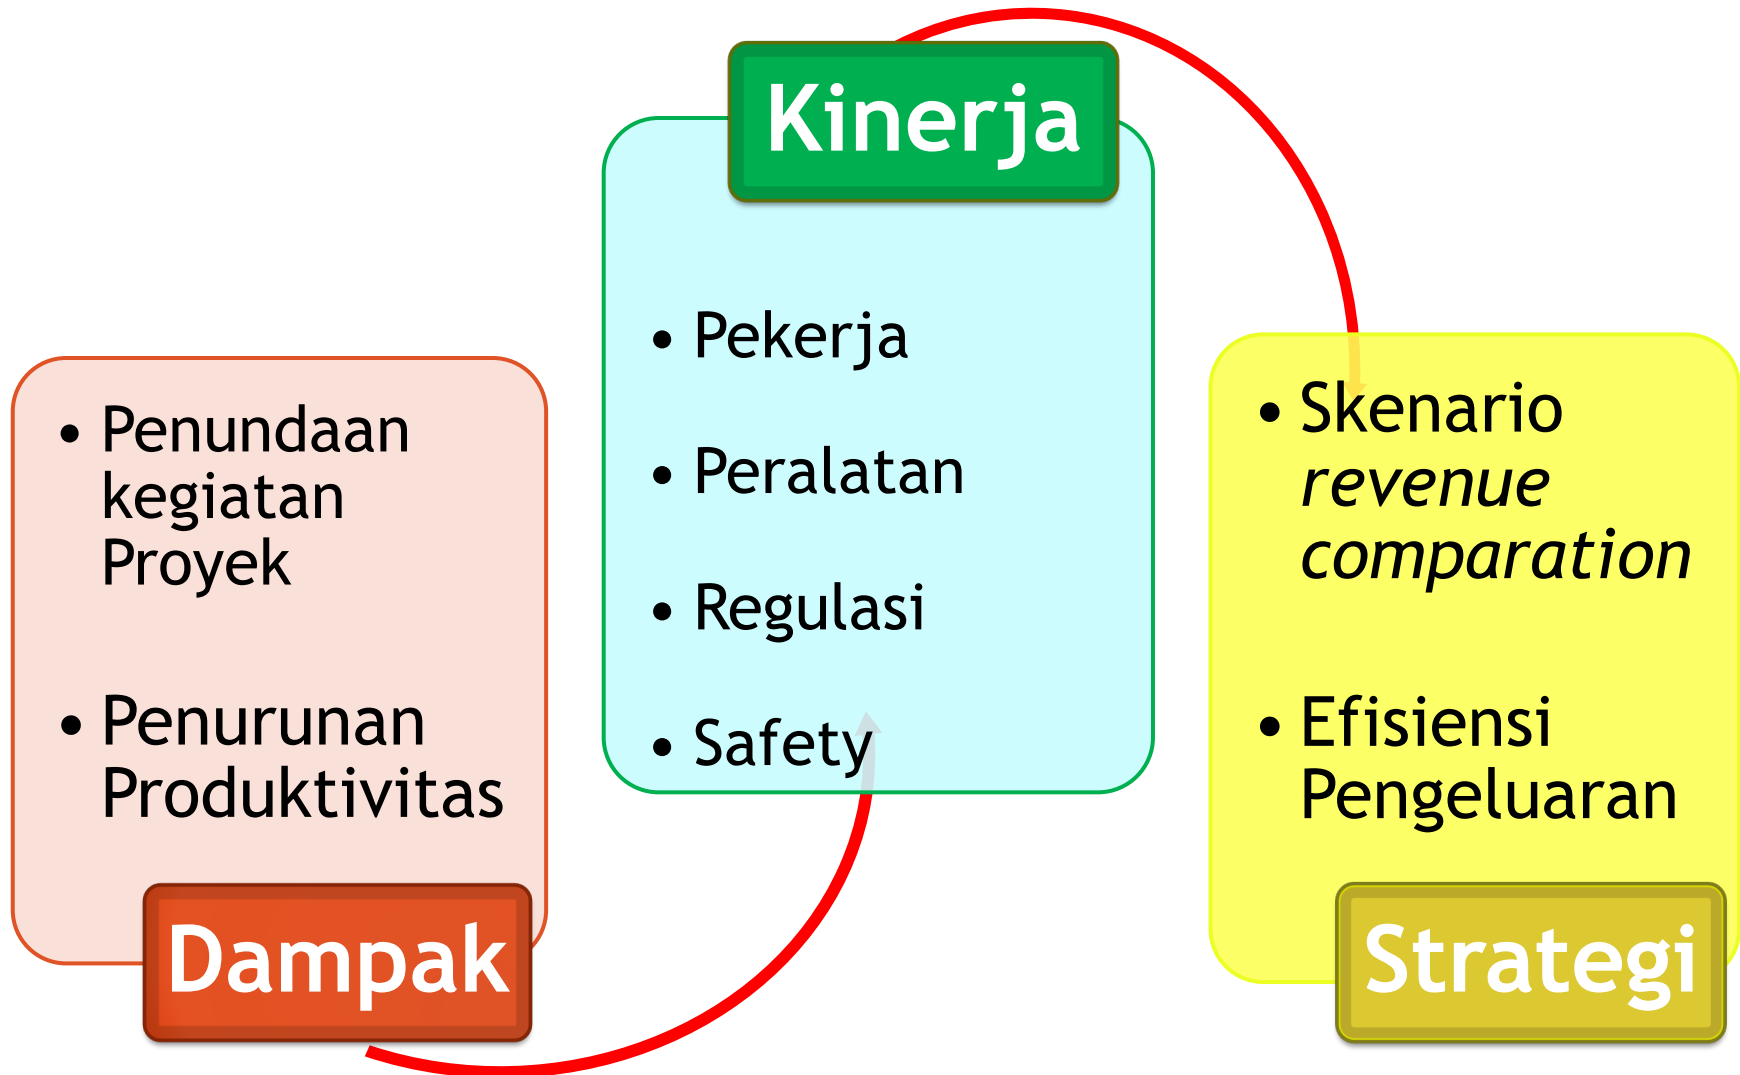 • Penundaan
kegiatan
Proyek
• Penurunan
Produktivitas
Dampak
Kinerja
• Pekerja
• Peralatan
• Regulasi
• Safety
• Skenario
revenue
comparation
• Efisiensi
Pengeluaran
Strategi